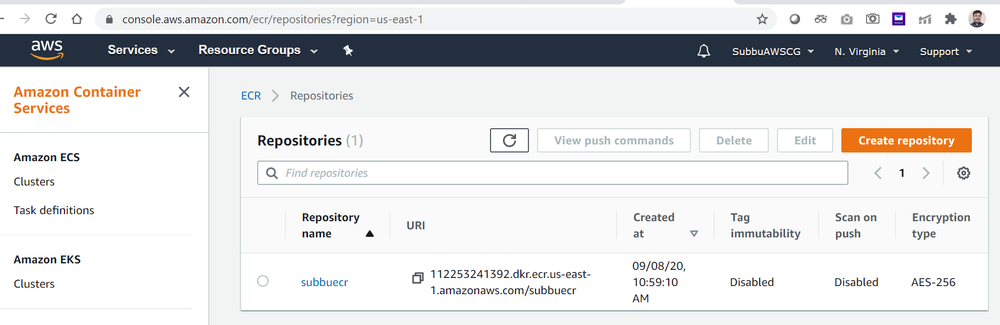 console.aws.amazon.com/ecr/repositories?region=us-east-1
aws
Services
Resource Groups
SubbuAWSCG
N. Virginia
Support
Amazon Container
Services
Amazon ECS
Clusters
Task definitions
Amazon EKS
Clusters
ECR
Repositories
Repositories (1)
View push commands
Delete
Edit
Create repository
Find repositories
1
Repository
name
URI
Created
at
Tag
immutability
Scan on
push
Encryption
type
subbuecr
112253241392.dkr.ecr.us-east-
1.amazonaws.com/subbuecr
09/08/20,
10:59:10
AM
Disabled
Disabled
AES-256